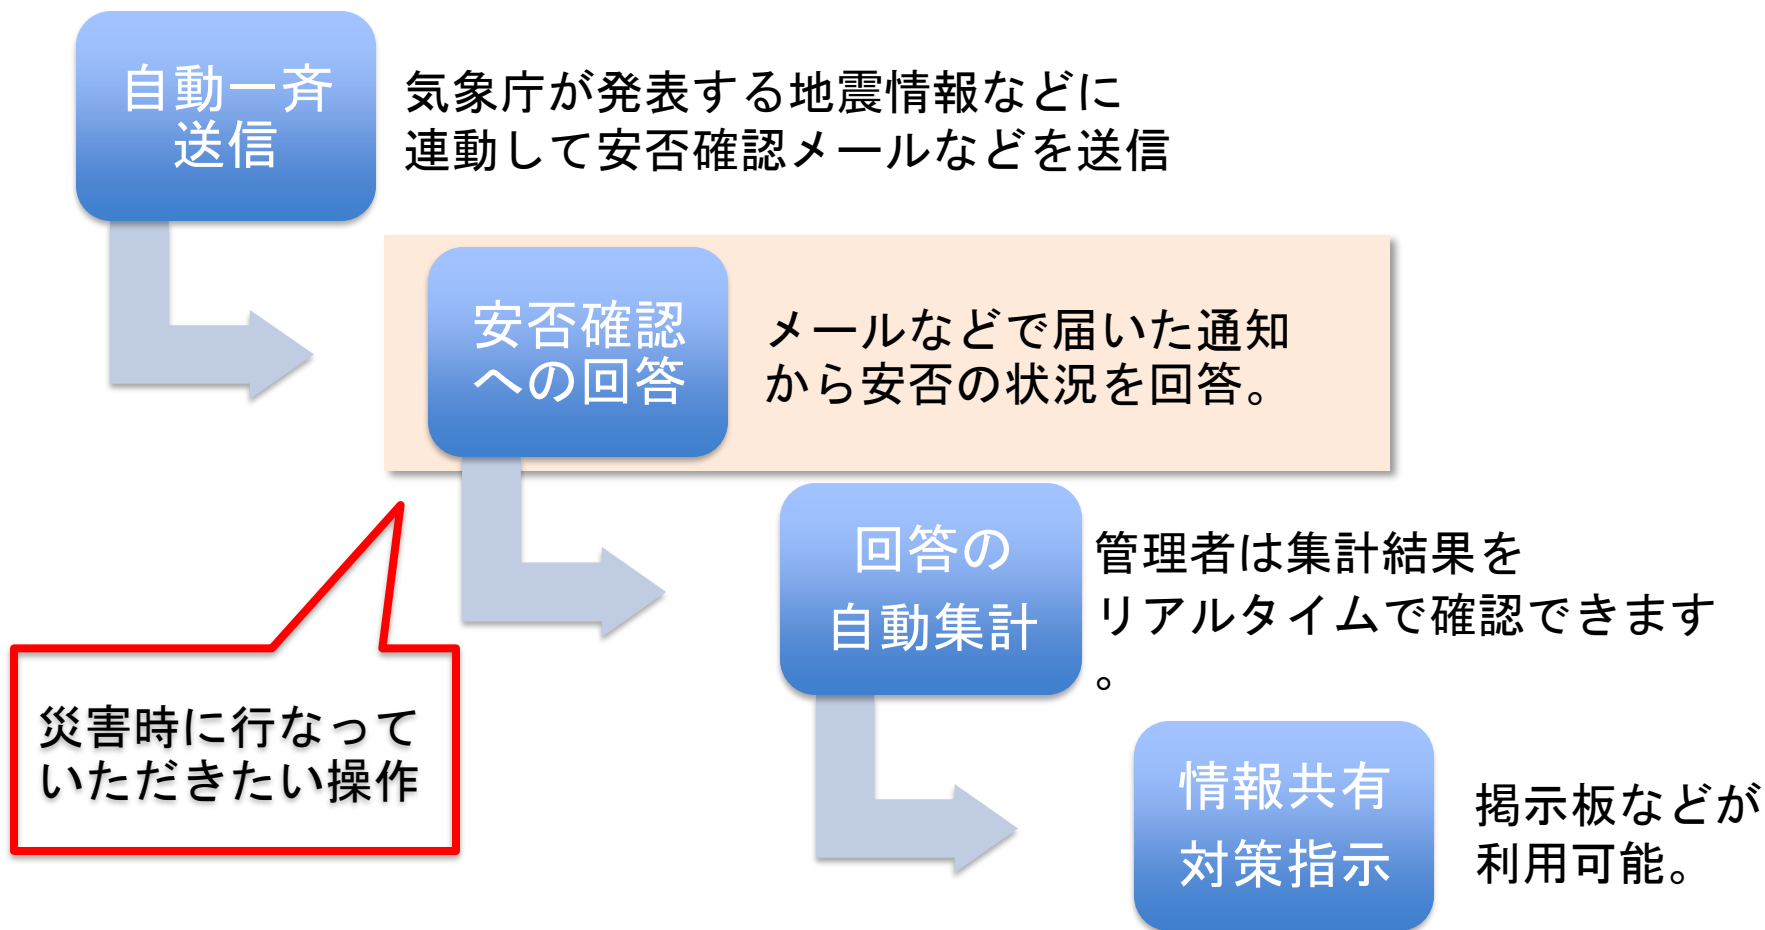 自動一斉
送信
気象庁が発表する地震情報などに
連動して安否確認メールなどを送信
安否確認
への回答
メールなどで届いた通知
から安否の状況を回答。
回答の
自動集計
管理者は集計結果を
リアルタイムで確認できます
。
災害時に行なって
いただきたい操作
情報共有
対策指示
掲示板などが
利用可能。